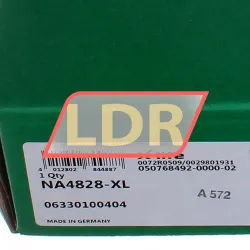 LDR
0072R0509/0029801931
4 012802 844887
050768492-0000-02
1 Qty
NA4828-XL
A 572
06330100404
MADE IN GERMANY